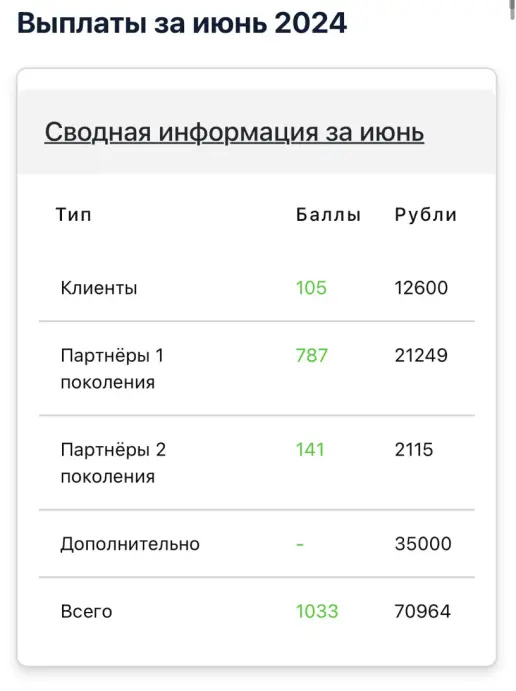 Выплаты за июнь 2024
Сводная информация за июнь
Тип Баллы Рубли
Клиенты 105 12600
Партнёры 1 787 21249
поколения
Партнёры 2 141 2115
поколения
Дополнительно - 35000
Всего 1033 70964